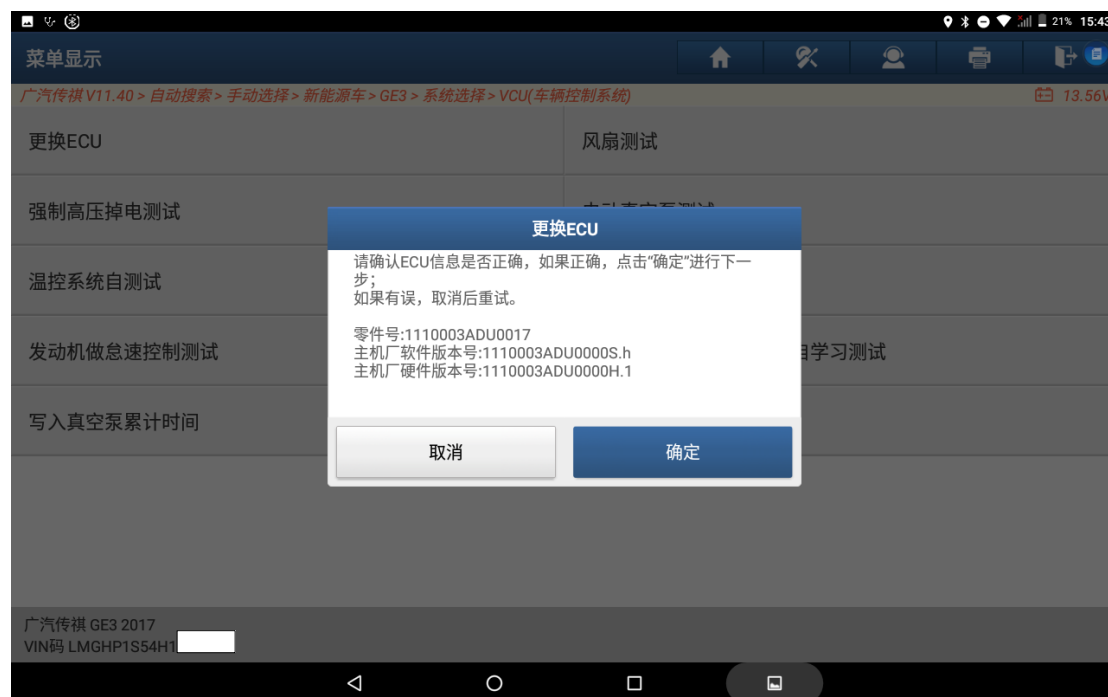 21% 15:43
菜单显示
广汽传祺 V11.40 > 自动搜索 > 手动选择 > 新能源车 > GE3 > 系统选择 > VCU(车辆控制系统)
13.56V
更换ECU
风扇测试
强制高压掉电测试
温控系统自测试
发动机做怠速控制测试
自学习测试
写入真空泵累计时间
更换ECU
请确认ECU信息是否正确，如果正确，点击“确定”进行下一
步；
如果有误，取消后重试。
零件号:1110003ADU0017
主机厂软件版本号:1110003ADU0000S.h
主机厂硬件版本号:1110003ADU0000H.1
取消
确定
广汽传祺 GE3 2017
VIN码 LMGHP1S54H1